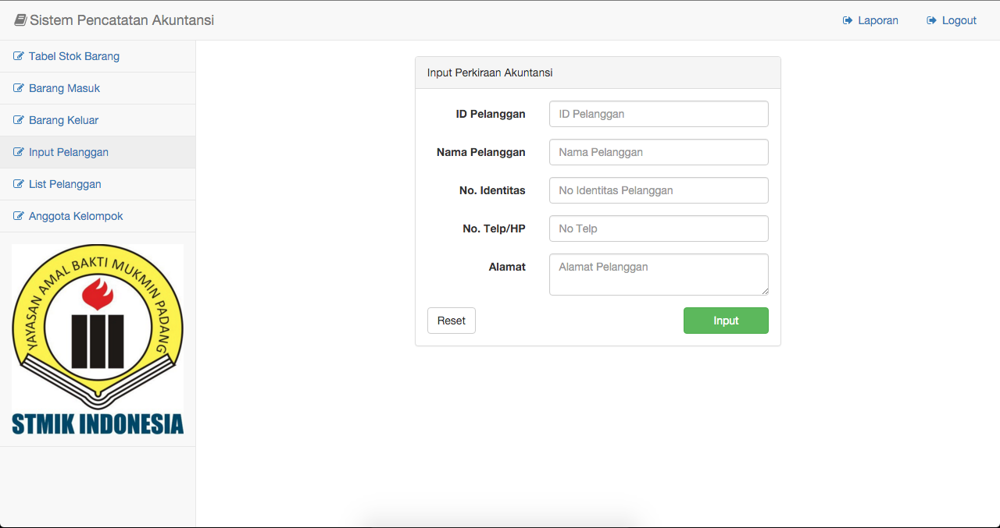 Sistem Pencatatan Akuntansi
Laporan
Logout
Tabel Stok Barang
Barang Masuk
Barang Keluar
Input Pelanggan
List Pelanggan
Anggota Kelompok
YAYASAN AMAL BAKTI MUKMIN PADANG
STMIK INDONESIA
Input Perkiraan Akuntansi
ID Pelanggan ID Pelanggan
Nama Pelanggan Nama Pelanggan
No. Identitas No Identitas Pelanggan
No. Telp/HP No Telp
Alamat Alamat Pelanggan
Reset Input